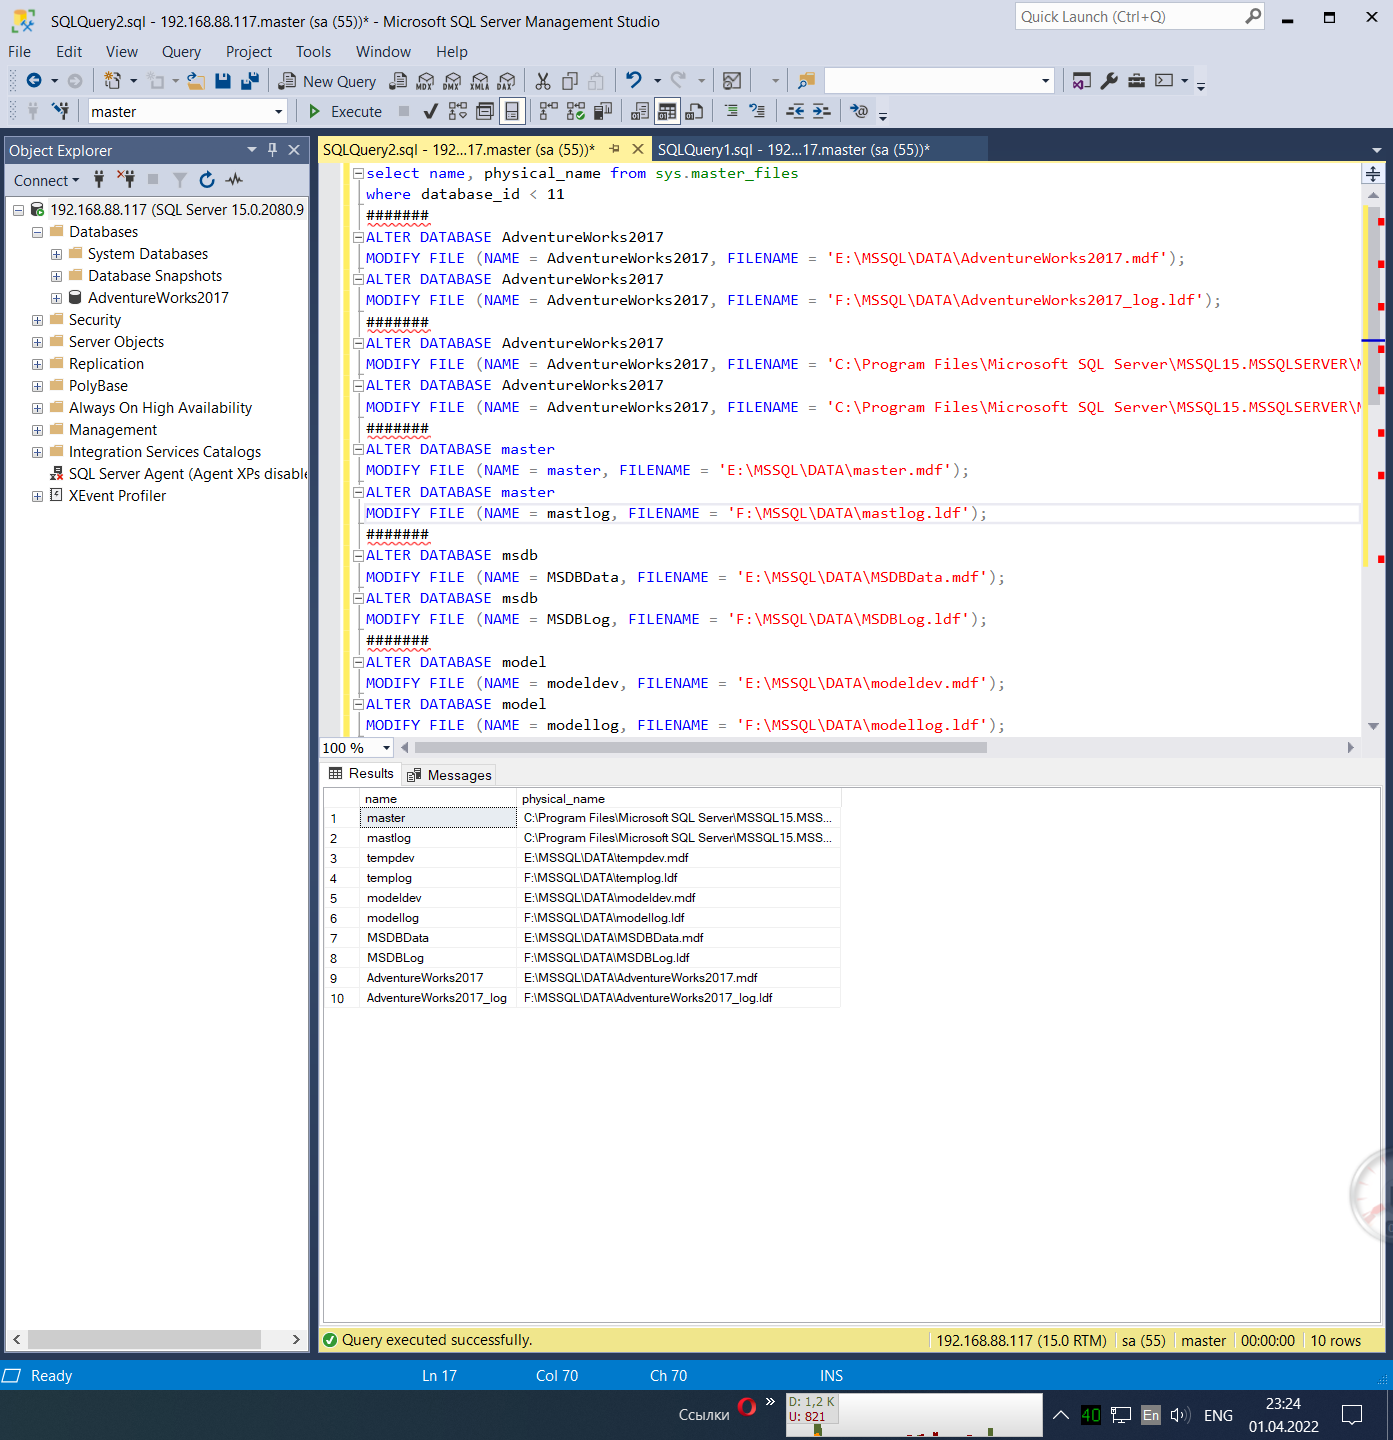 SQLQuery2.sql - 192.168.88.117.master (sa (55))* - Microsoft SQL Server Management Studio
Quick Launch (Ctrl+Q)
File Edit View Query Project Tools Window Help
New Query MDX DMX XMLA DAX
master Execute
Object Explorer
Connect
192.168.88.117 (SQL Server 15.0.2080.9
Databases
System Databases
Database Snapshots
AdventureWorks2017
Security
Server Objects
Replication
PolyBase
Always On High Availability
Management
Integration Services Catalogs
SQL Server Agent (Agent XPs disable
XEvent Profiler
SQLQuery2.sql - 192...17.master (sa (55))* SQLQuery1.sql - 192...17.master (sa (55))*
select name, physical_name from sys.master_files
where database_id < 11
#######
ALTER DATABASE AdventureWorks2017
MODIFY FILE (NAME = AdventureWorks2017, FILENAME = 'E:\MSSQL\DATA\AdventureWorks2017.mdf');
ALTER DATABASE AdventureWorks2017
MODIFY FILE (NAME = AdventureWorks2017, FILENAME = 'F:\MSSQL\DATA\AdventureWorks2017_log.ldf');
#######
ALTER DATABASE AdventureWorks2017
MODIFY FILE (NAME = AdventureWorks2017, FILENAME = 'C:\Program Files\Microsoft SQL Server\MSSQL15.MSSQLSERVER\M
ALTER DATABASE AdventureWorks2017
MODIFY FILE (NAME = AdventureWorks2017, FILENAME = 'C:\Program Files\Microsoft SQL Server\MSSQL15.MSSQLSERVER\M
#######
ALTER DATABASE master
MODIFY FILE (NAME = master, FILENAME = 'E:\MSSQL\DATA\master.mdf');
ALTER DATABASE master
MODIFY FILE (NAME = mastlog, FILENAME = 'F:\MSSQL\DATA\mastlog.ldf');
#######
ALTER DATABASE msdb
MODIFY FILE (NAME = MSDBData, FILENAME = 'E:\MSSQL\DATA\MSDBData.mdf');
ALTER DATABASE msdb
MODIFY FILE (NAME = MSDBLog, FILENAME = 'F:\MSSQL\DATA\MSDBLog.ldf');
#######
ALTER DATABASE model
MODIFY FILE (NAME = modeldev, FILENAME = 'E:\MSSQL\DATA\modeldev.mdf');
ALTER DATABASE model
MODIFY FILE (NAME = modellog, FILENAME = 'F:\MSSQL\DATA\modellog.ldf');
100 %
Results Messages
name physical_name
1 master C:\Program Files\Microsoft SQL Server\MSSQL15.MSS...
2 mastlog C:\Program Files\Microsoft SQL Server\MSSQL15.MSS...
3 tempdev E:\MSSQL\DATA\tempdev.mdf
4 templog F:\MSSQL\DATA\templog.ldf
5 modeldev E:\MSSQL\DATA\modeldev.mdf
6 modellog F:\MSSQL\DATA\modellog.ldf
7 MSDBData E:\MSSQL\DATA\MSDBData.mdf
8 MSDBLog F:\MSSQL\DATA\MSDBLog.ldf
9 AdventureWorks2017 E:\MSSQL\DATA\AdventureWorks2017.mdf
10 AdventureWorks2017_log F:\MSSQL\DATA\AdventureWorks2017_log.ldf
Query executed successfully. 192.168.88.117 (15.0 RTM) sa (55) master 00:00:00 10 rows
Ready Ln 17 Col 70 Ch 70 INS
Ссылки
D: 1,2 K
U: 821
40 En ENG
23:24
01.04.2022